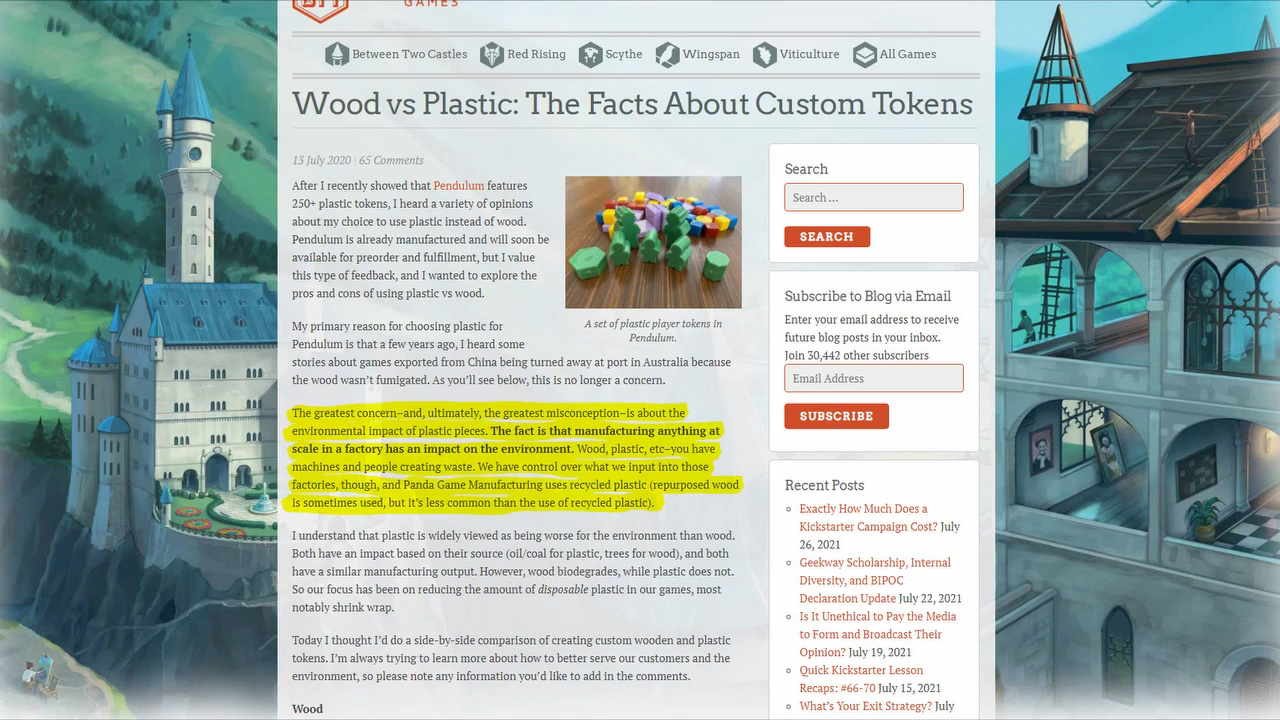 GAMES
Between Two Castles
Red Rising
Scythe
Wingspan
Viticulture
All Games
Wood vs Plastic: The Facts About Custom Tokens
13 July 2020 | 65 Comments
After I recently showed that Pendulum features
250+ plastic tokens, I heard a variety of opinions
about my choice to use plastic instead of wood.
Pendulum is already manufactured and will soon be
available for preorder and fulfillment, but I value
this type of feedback, and I wanted to explore the
pros and cons of using plastic vs wood.
A set of plastic player tokens in
Pendulum.
My primary reason for choosing plastic for
Pendulum is that a few years ago, I heard some
stories about games exported from China being turned away at port in Australia because
the wood wasn't fumigated. As you'll see below, this is no longer a concern.
The greatest concern–and, ultimately, the greatest misconception–is about the
environmental impact of plastic pieces. The fact is that manufacturing anything at
scale in a factory has an impact on the environment. Wood, plastic, etc–you have
machines and people creating waste. We have control over what we input into those
factories, though, and Panda Game Manufacturing uses recycled plastic (repurposed wood
is sometimes used, but it's less common than the use of recycled plastic).
I understand that plastic is widely viewed as being worse for the environment than wood.
Both have an impact based on their source (oil/coal for plastic, trees for wood), and both
have a similar manufacturing output. However, wood biodegrades, while plastic does not.
So our focus has been on reducing the amount of disposable plastic in our games, most
notably shrink wrap.
Today I thought I'd do a side-by-side comparison of creating custom wooden and plastic
tokens. I'm always trying to learn more about how to better serve our customers and the
environment, so please note any information you'd like to add in the comments.
Wood
Search
Search …
SEARCH
Subscribe to Blog via Email
Enter your email address to receive
future blog posts in your inbox.
Join 30,442 other subscribers
Email Address
SUBSCRIBE
Recent Posts
Exactly How Much Does a
Kickstarter Campaign Cost? July
26, 2021
Geekway Scholarship, Internal
Diversity, and BIPOC
Declaration Update July 22, 2021
Is It Unethical to Pay the Media
to Form and Broadcast Their
Opinion? July 19, 2021
Quick Kickstarter Lesson
Recaps: #66-70 July 15, 2021
What's Your Exit Strategy? July